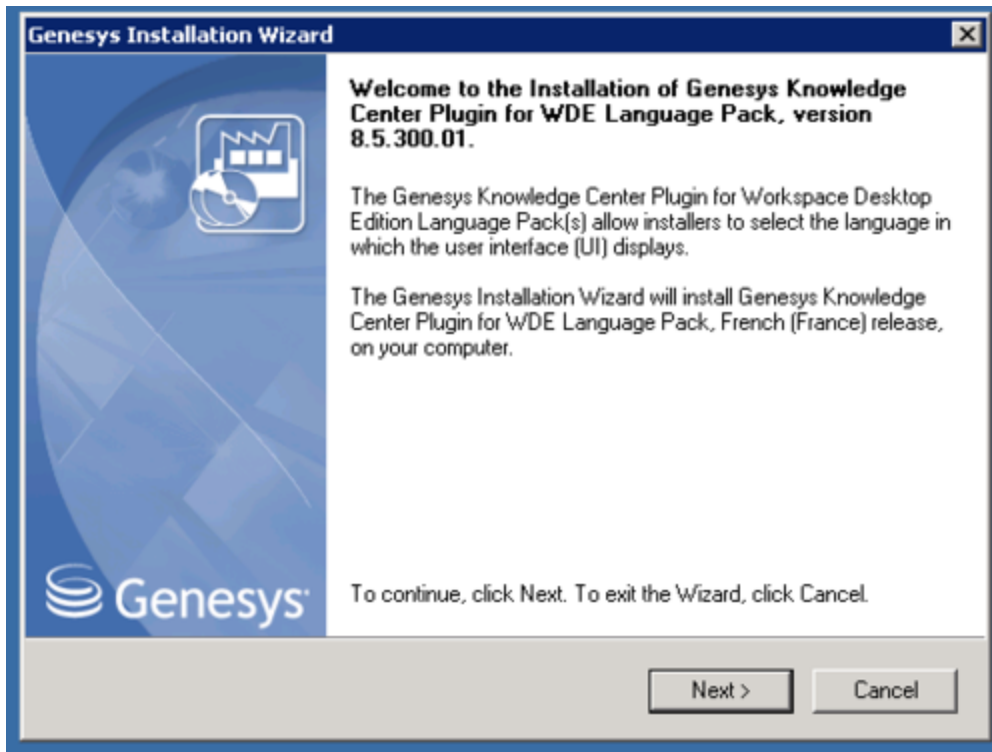 Genesys Installation Wizard
Welcome to the Installation of Genesys Knowledge
Center Plugin for WDE Language Pack, version
8.5.300.01.
The Genesys Knowledge Center Plugin for Workspace Desktop
Edition Language Pack(s) allow installers to select the language in
which the user interface (UI) displays.
The Genesys Installation Wizard will install Genesys Knowledge
Center Plugin for WDE Language Pack, French (France) release,
on your computer.
Genesys
To continue, click Next. To exit the Wizard, click Cancel.
Next >
Cancel